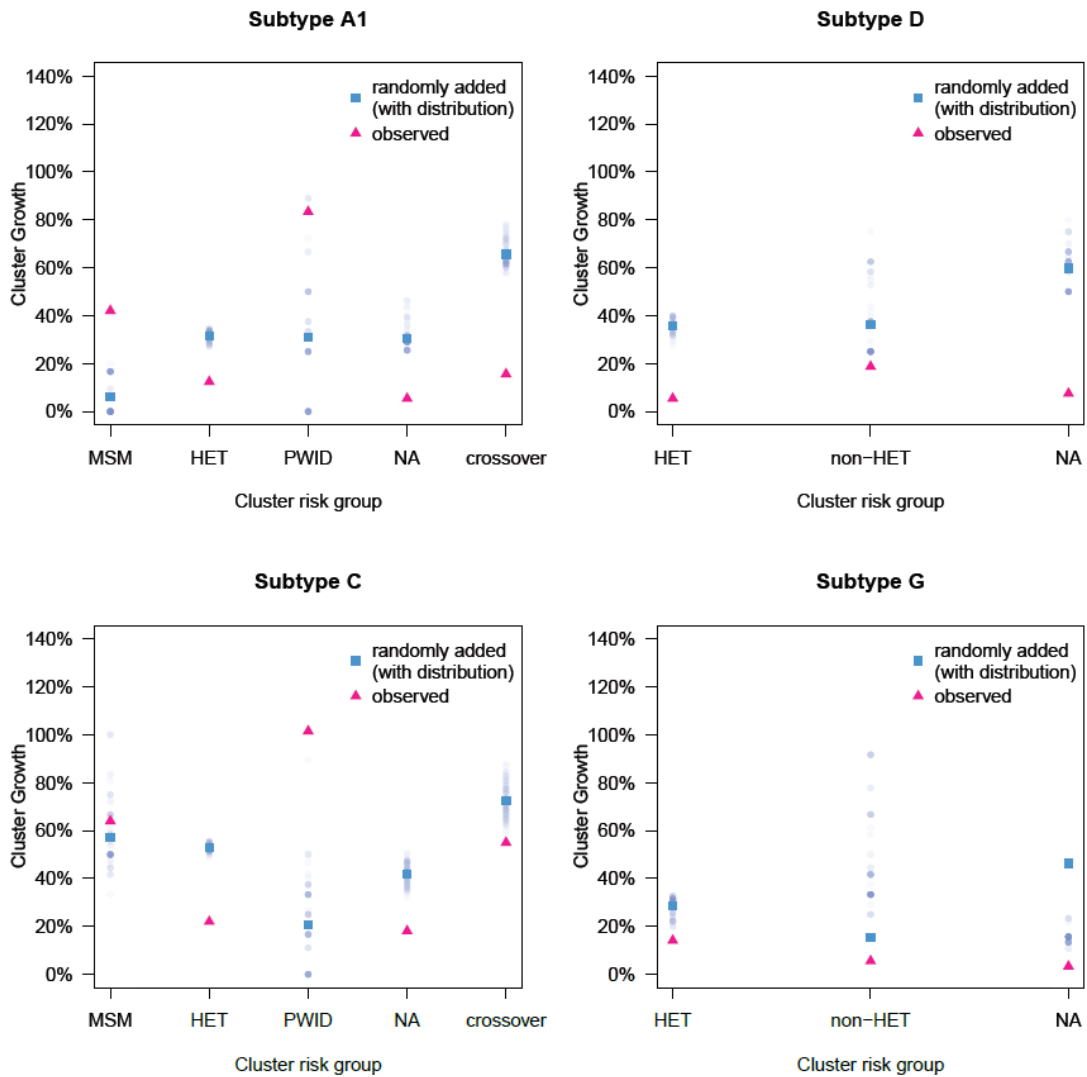 Subtype A1
140%
120%
100%
80%
60%
40%
20%
0%
Cluster Growth
randomly added
(with distribution)
observed
MSM HET PWID NA crossover
Cluster risk group
Subtype D
140%
120%
100%
80%
60%
40%
20%
0%
Cluster Growth
randomly added
(with distribution)
observed
HET non−HET NA
Cluster risk group
Subtype C
140%
120%
100%
80%
60%
40%
20%
0%
Cluster Growth
randomly added
(with distribution)
observed
MSM HET PWID NA crossover
Cluster risk group
Subtype G
140%
120%
100%
80%
60%
40%
20%
0%
Cluster Growth
randomly added
(with distribution)
observed
HET non−HET NA
Cluster risk group